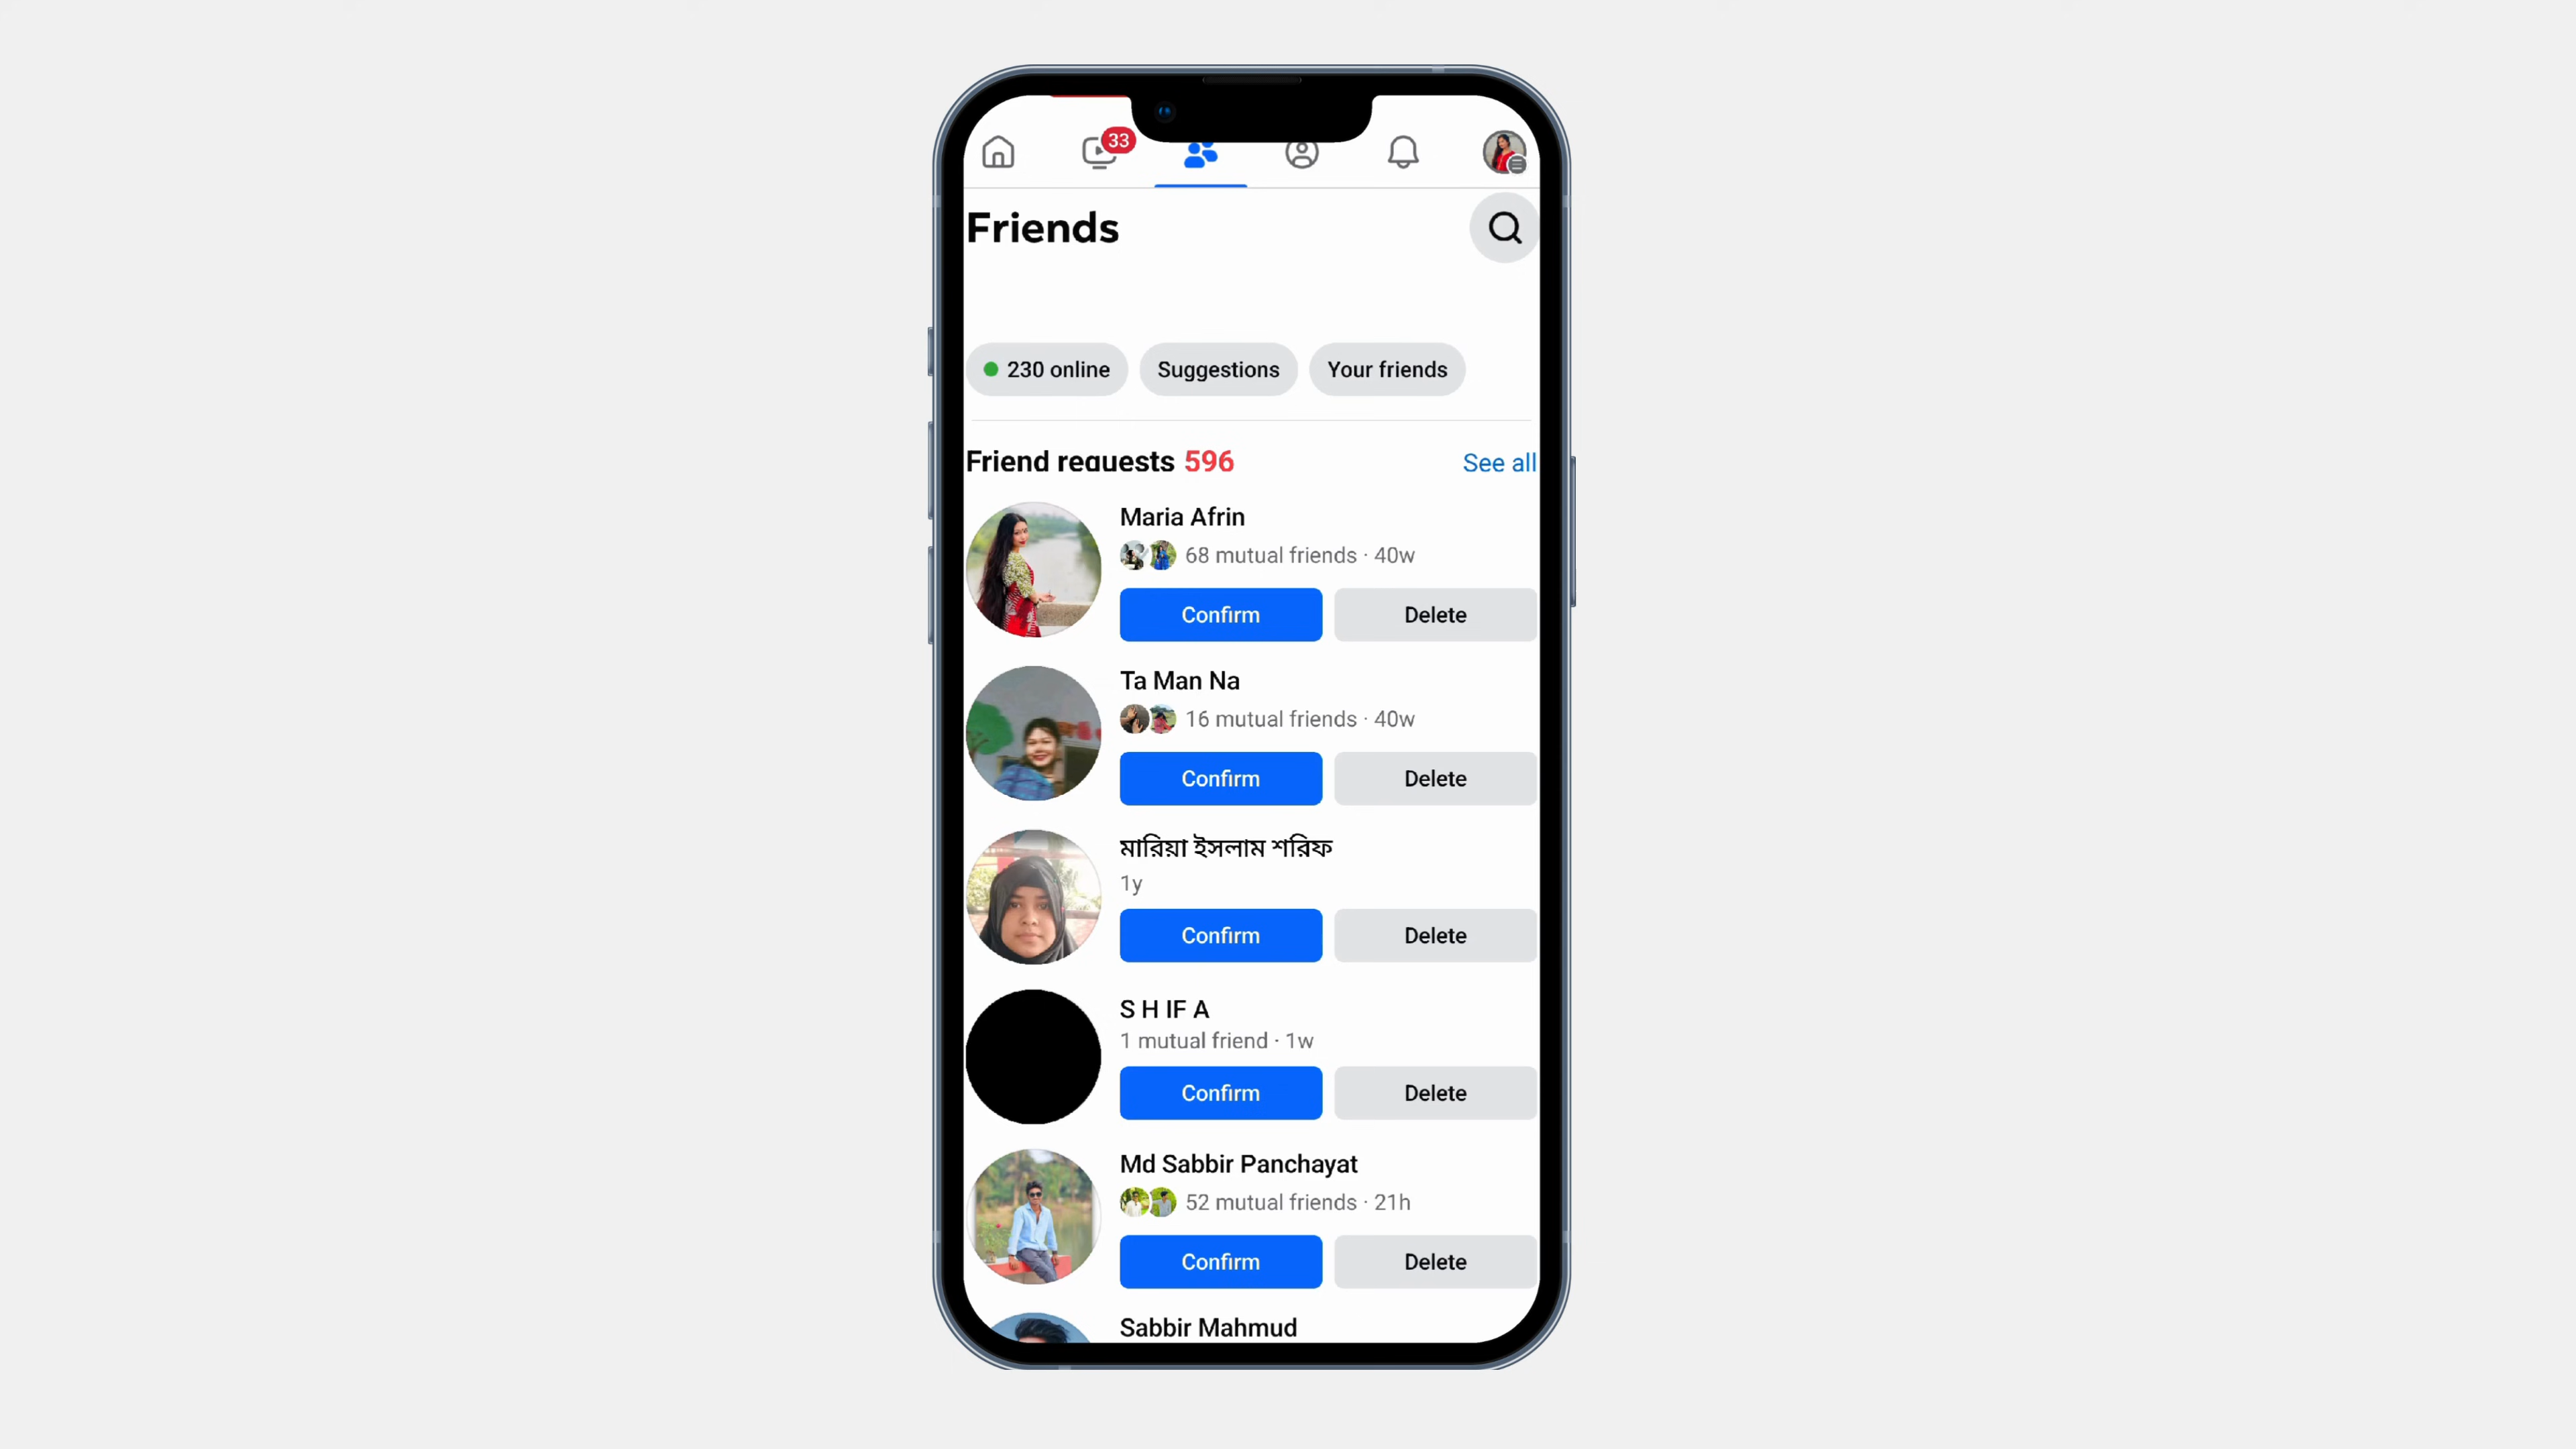 33
Friends
230 online
Suggestions
Your friends
Friend requests 596
See all
Maria Afrin
68 mutual friends · 40w
Confirm
Delete
Ta Man Na
16 mutual friends · 40w
Confirm
Delete
মারিয়া ইসলাম শরিফ
1y
Confirm
Delete
S H IF A
1 mutual friend · 1w
Confirm
Delete
Md Sabbir Panchayat
52 mutual friends · 21h
Confirm
Delete
Sabbir Mahmud